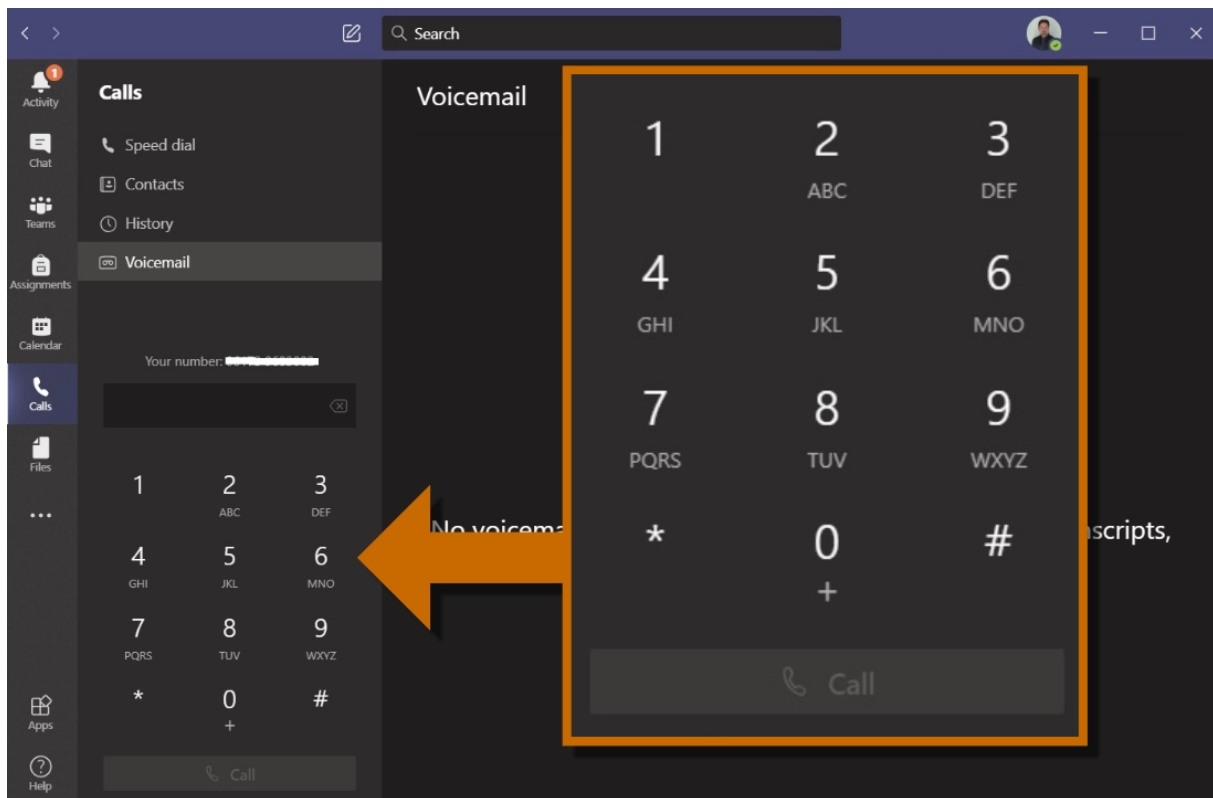 Search
1
Activity
Chat
Teams
Assignments
Calendar
Calls
Files
Apps
Help
Calls
Speed dial
Contacts
History
Voicemail
Your number:
1 2 3
ABC DEF
4 5 6
GHI JKL MNO
7 8 9
PQRS TUV WXYZ
* 0 #
+
Call
Voicemail
No
scripts,
1 2 3
ABC DEF
4 5 6
GHI JKL MNO
7 8 9
PQRS TUV WXYZ
* 0 #
+
Call